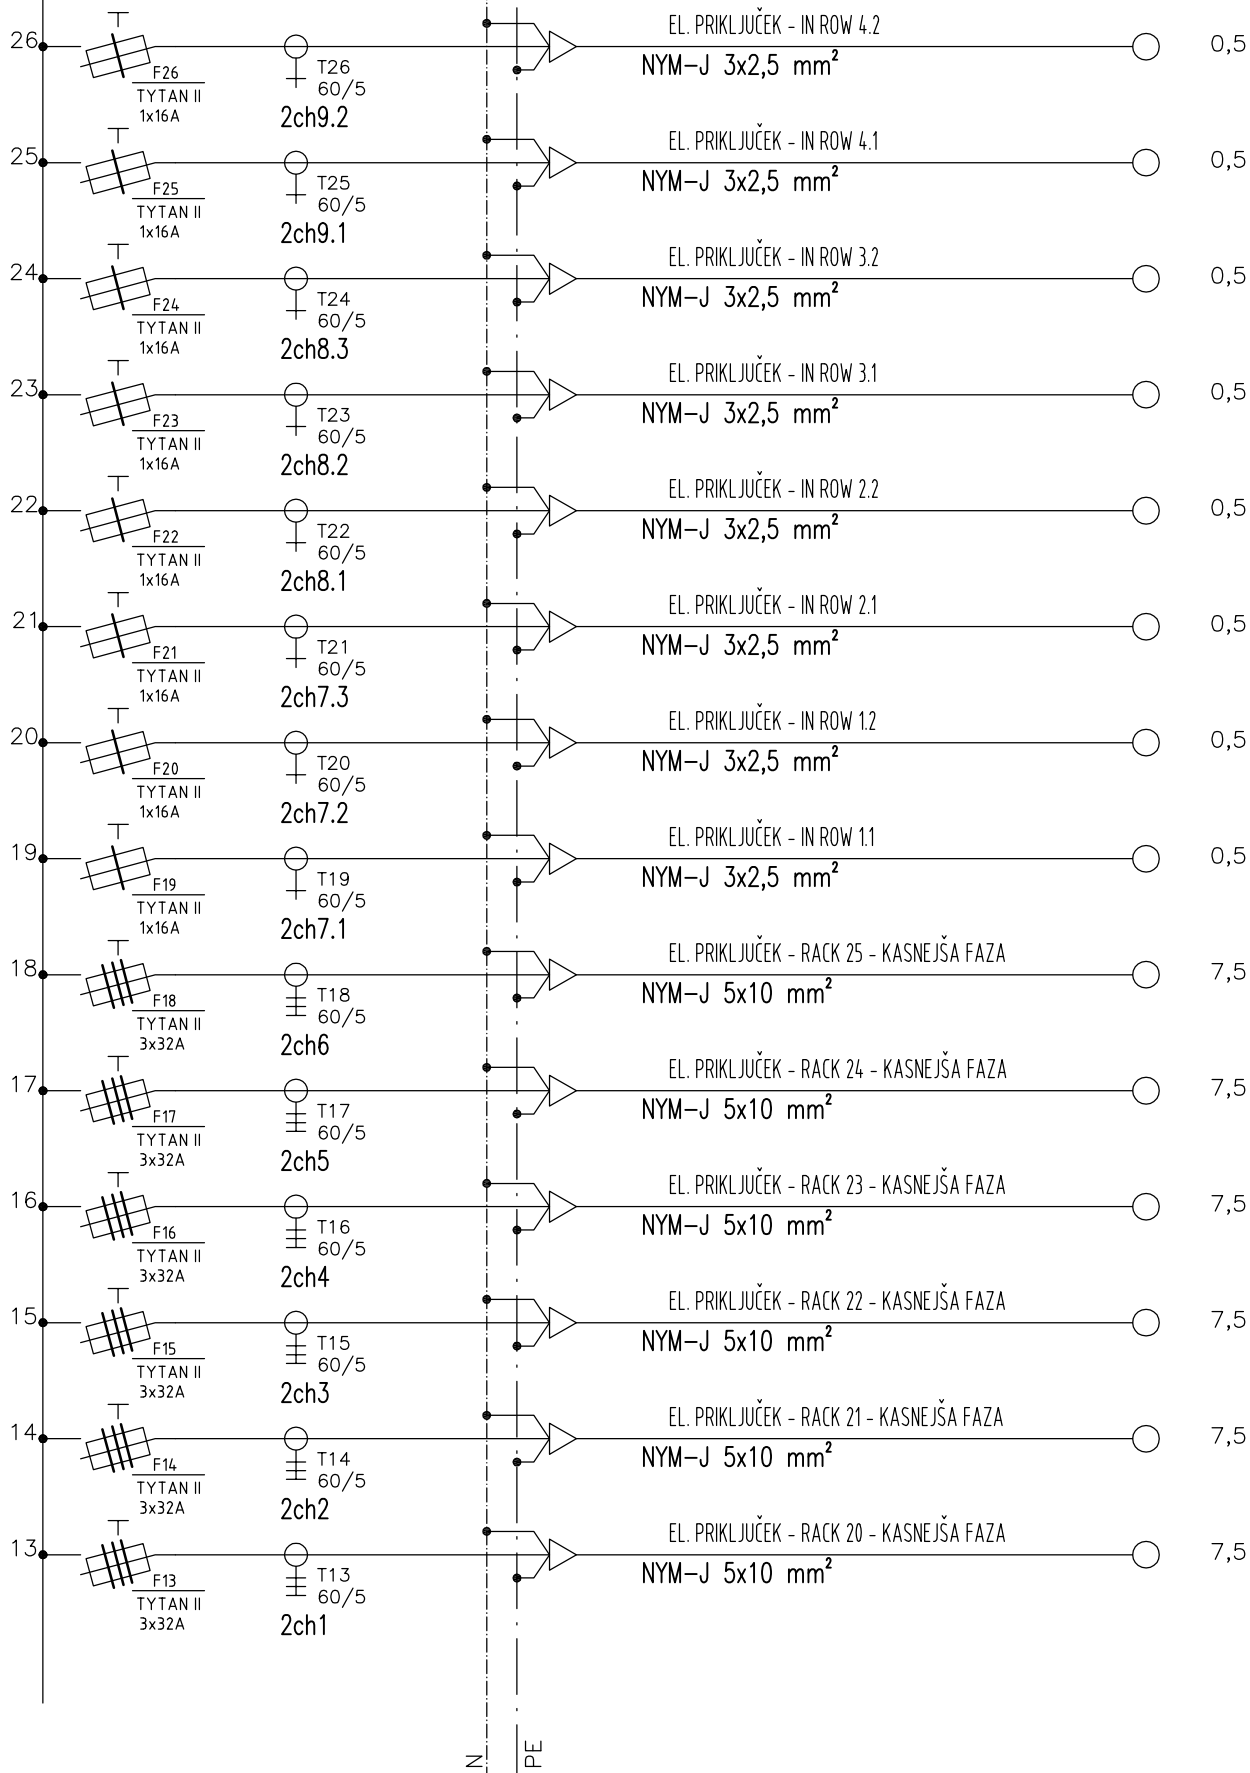 26
F26
TYTAN II
1x16A
T26
60/5
2ch9.2
EL. PRIKLJUČEK - IN ROW 4.2
NYM-J 3x2,5 mm²
0,5
25
F25
TYTAN II
1x16A
T25
60/5
2ch9.1
EL. PRIKLJUČEK - IN ROW 4.1
NYM-J 3x2,5 mm²
0,5
24
F24
TYTAN II
1x16A
T24
60/5
2ch8.3
EL. PRIKLJUČEK - IN ROW 3.2
NYM-J 3x2,5 mm²
0,5
23
F23
TYTAN II
1x16A
T23
60/5
2ch8.2
EL. PRIKLJUČEK - IN ROW 3.1
NYM-J 3x2,5 mm²
0,5
22
F22
TYTAN II
1x16A
T22
60/5
2ch8.1
EL. PRIKLJUČEK - IN ROW 2.2
NYM-J 3x2,5 mm²
0,5
21
F21
TYTAN II
1x16A
T21
60/5
2ch7.3
EL. PRIKLJUČEK - IN ROW 2.1
NYM-J 3x2,5 mm²
0,5
20
F20
TYTAN II
1x16A
T20
60/5
2ch7.2
EL. PRIKLJUČEK - IN ROW 1.2
NYM-J 3x2,5 mm²
0,5
19
F19
TYTAN II
1x16A
T19
60/5
2ch7.1
EL. PRIKLJUČEK - IN ROW 1.1
NYM-J 3x2,5 mm²
0,5
18
F18
TYTAN II
3x32A
T18
60/5
2ch6
EL. PRIKLJUČEK - RACK 25 - KASNEJŠA FAZA
NYM-J 5x10 mm²
7,5
17
F17
TYTAN II
3x32A
T17
60/5
2ch5
EL. PRIKLJUČEK - RACK 24 - KASNEJŠA FAZA
NYM-J 5x10 mm²
7,5
16
F16
TYTAN II
3x32A
T16
60/5
2ch4
EL. PRIKLJUČEK - RACK 23 - KASNEJŠA FAZA
NYM-J 5x10 mm²
7,5
15
F15
TYTAN II
3x32A
T15
60/5
2ch3
EL. PRIKLJUČEK - RACK 22 - KASNEJŠA FAZA
NYM-J 5x10 mm²
7,5
14
F14
TYTAN II
3x32A
T14
60/5
2ch2
EL. PRIKLJUČEK - RACK 21 - KASNEJŠA FAZA
NYM-J 5x10 mm²
7,5
13
F13
TYTAN II
3x32A
T13
60/5
2ch1
EL. PRIKLJUČEK - RACK 20 - KASNEJŠA FAZA
NYM-J 5x10 mm²
7,5
N
PE